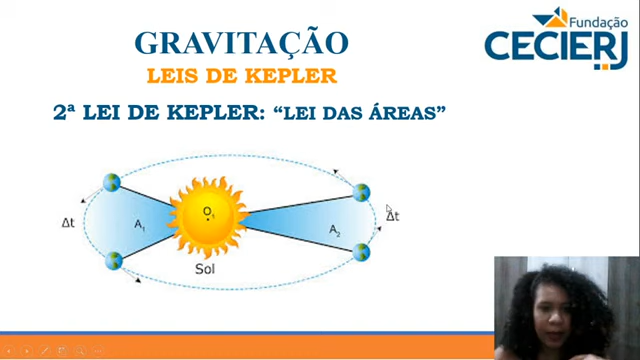 GRAVITAÇÃO
Fundação
CECIERJ
LEIS DE KEPLER
2ª LEI DE KEPLER: “LEI DAS ÁREAS”
Δt
A1
O1
A2
Δt
Sol